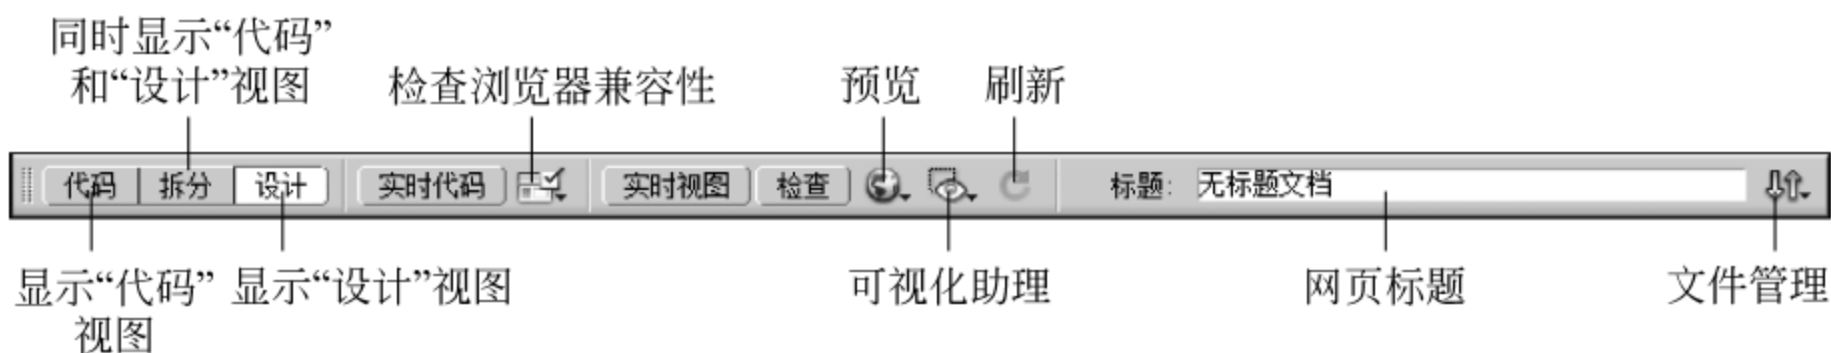 同时显示“代码”
和“设计”视图
检查浏览器兼容性
预览
刷新
代码 拆分 设计 实时代码 实时视图 检查 标题: 无标题文档
显示“代码”
视图
显示“设计”视图
可视化助理
网页标题
文件管理